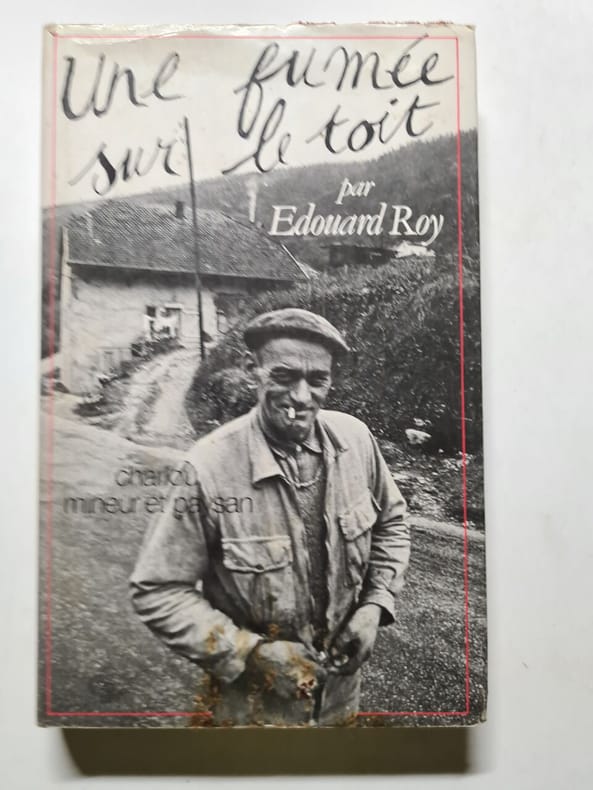 Une fumée
sur le toit
par
Edouard Roy
charlou
mineur et paysan